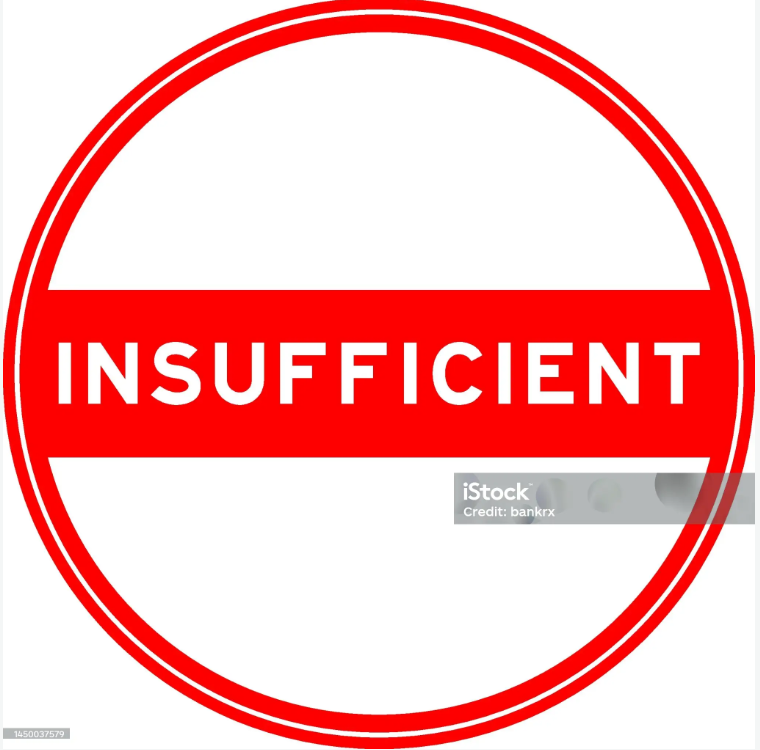 INSUFFICIENT
iStock
Credit: bankrx
1450037579